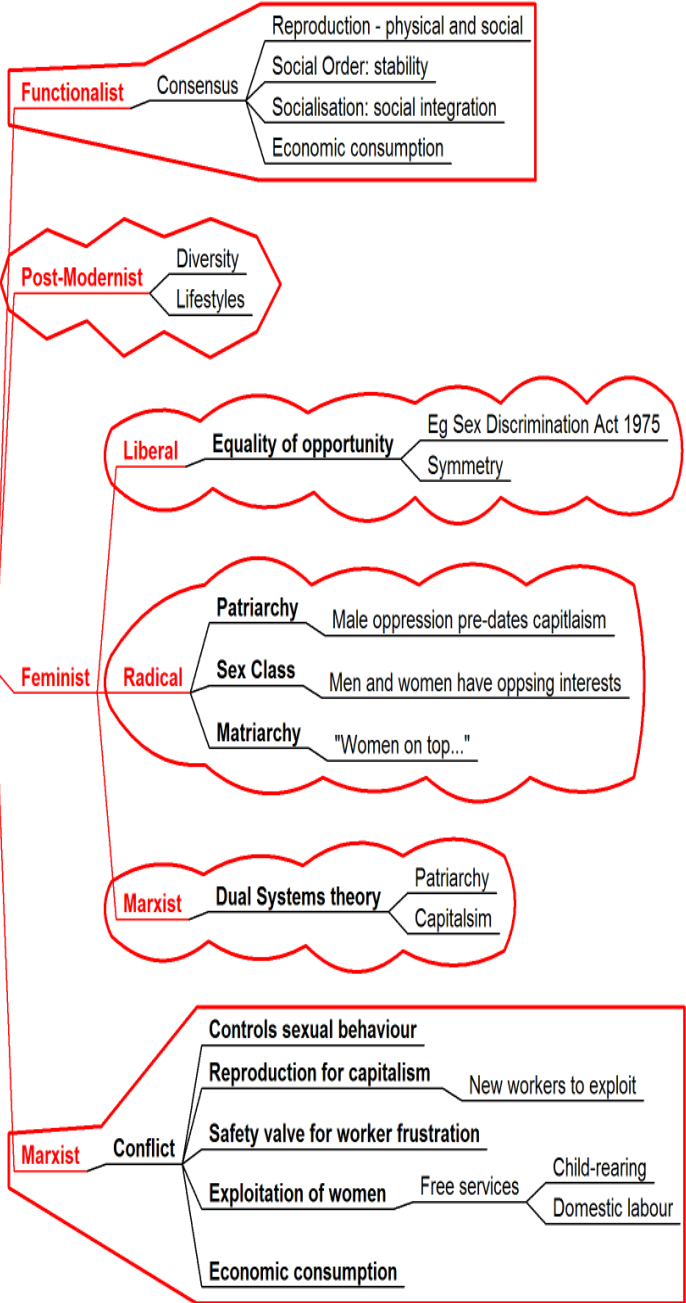 Functionalist
Consensus
Reproduction - physical and social
Social Order: stability
Socialisation: social integration
Economic consumption
Post-Modernist
Diversity
Lifestyles
Feminist
Liberal
Equality of opportunity
Eg Sex Discrimination Act 1975
Symmetry
Radical
Patriarchy
Male oppression pre-dates capitlaism
Sex Class
Men and women have oppsing interests
Matriarchy
"Women on top..."
Marxist
Dual Systems theory
Patriarchy
Capitalsim
Marxist
Conflict
Controls sexual behaviour
Reproduction for capitalism
New workers to exploit
Safety valve for worker frustration
Exploitation of women
Free services
Child-rearing
Domestic labour
Economic consumption